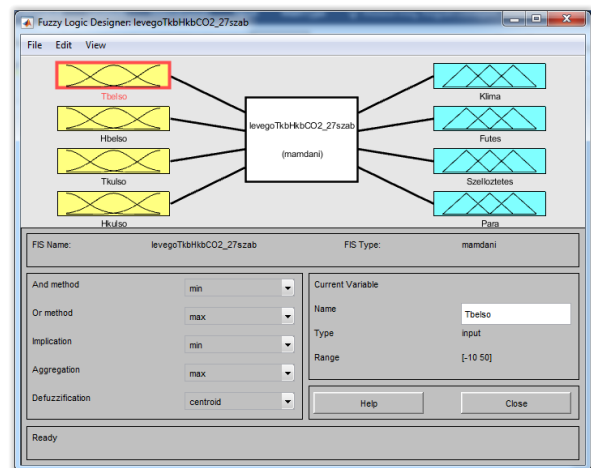 Fuzzy Logic Designer: levegoTkbHkbCO2_27szab
File Edit View
Tbelso
Hbelso
Tkulso
Hkulso
levegoTkbHkbCO2_27szab
(mamdani)
Klima
Futes
Szelloztetes
Para
FIS Name: levegoTkbHkbCO2_27szab FIS Type: mamdani
And method min
Or method max
Implication min
Aggregation max
Defuzzification centroid
Current Variable
Name Tbelso
Type input
Range [-10 50]
Help Close
Ready